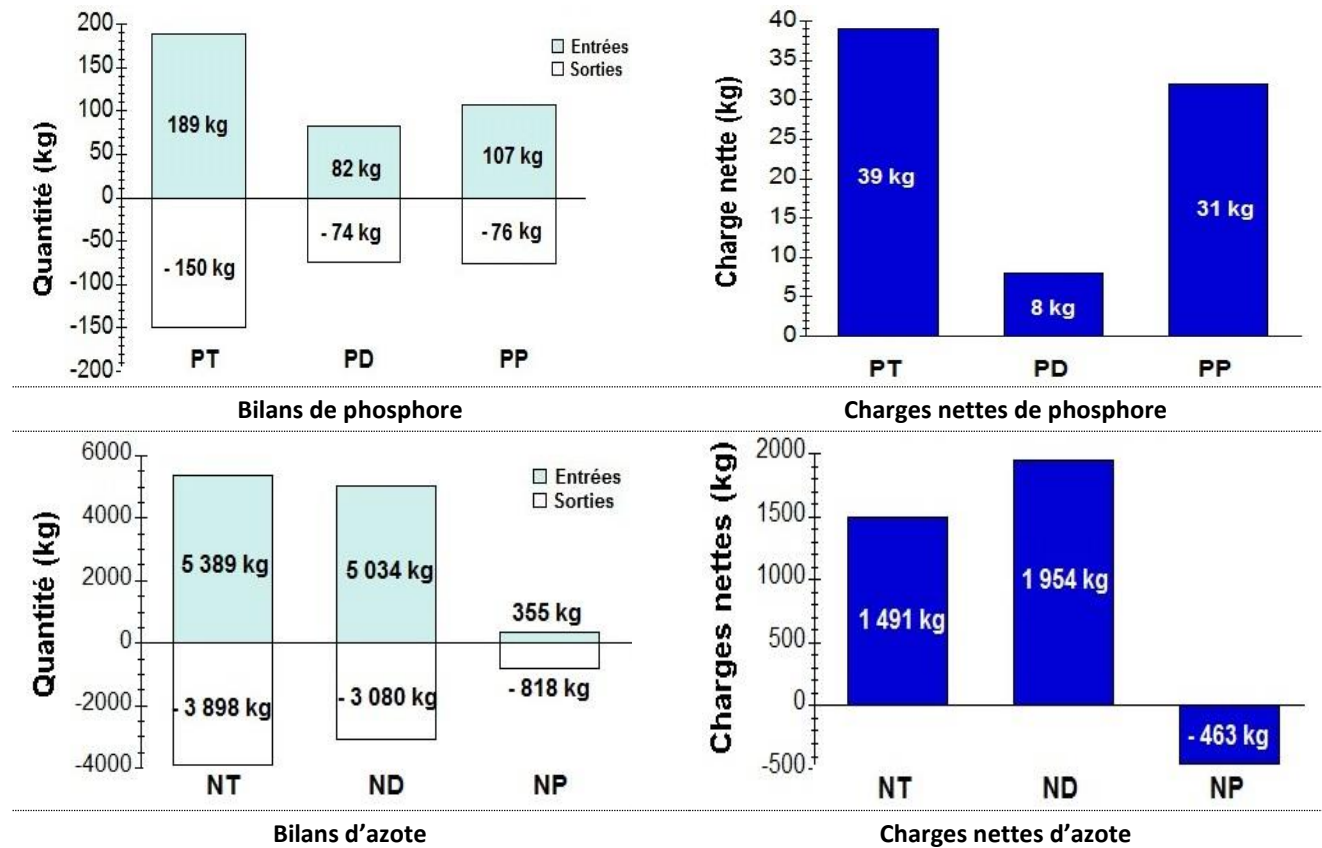 200
150
100
50
0
-50
-100
-150
-200
Quantité (kg)
Entrées
Sorties
189 kg
82 kg
107 kg
- 150 kg
- 74 kg
- 76 kg
PT PD PP
Bilans de phosphore
40
35
30
25
20
15
10
5
0
Charge nette (kg)
39 kg
8 kg
31 kg
PT PD PP
Charges nettes de phosphore
6000
4000
2000
0
-2000
-4000
Quantité (kg)
Entrées
Sorties
5 389 kg
5 034 kg
355 kg
- 3 898 kg
- 3 080 kg
- 818 kg
NT ND NP
Bilans d’azote
2000
1500
1000
500
0
-500
Charges nettes (kg)
1 491 kg
1 954 kg
- 463 kg
NT ND NP
Charges nettes d’azote